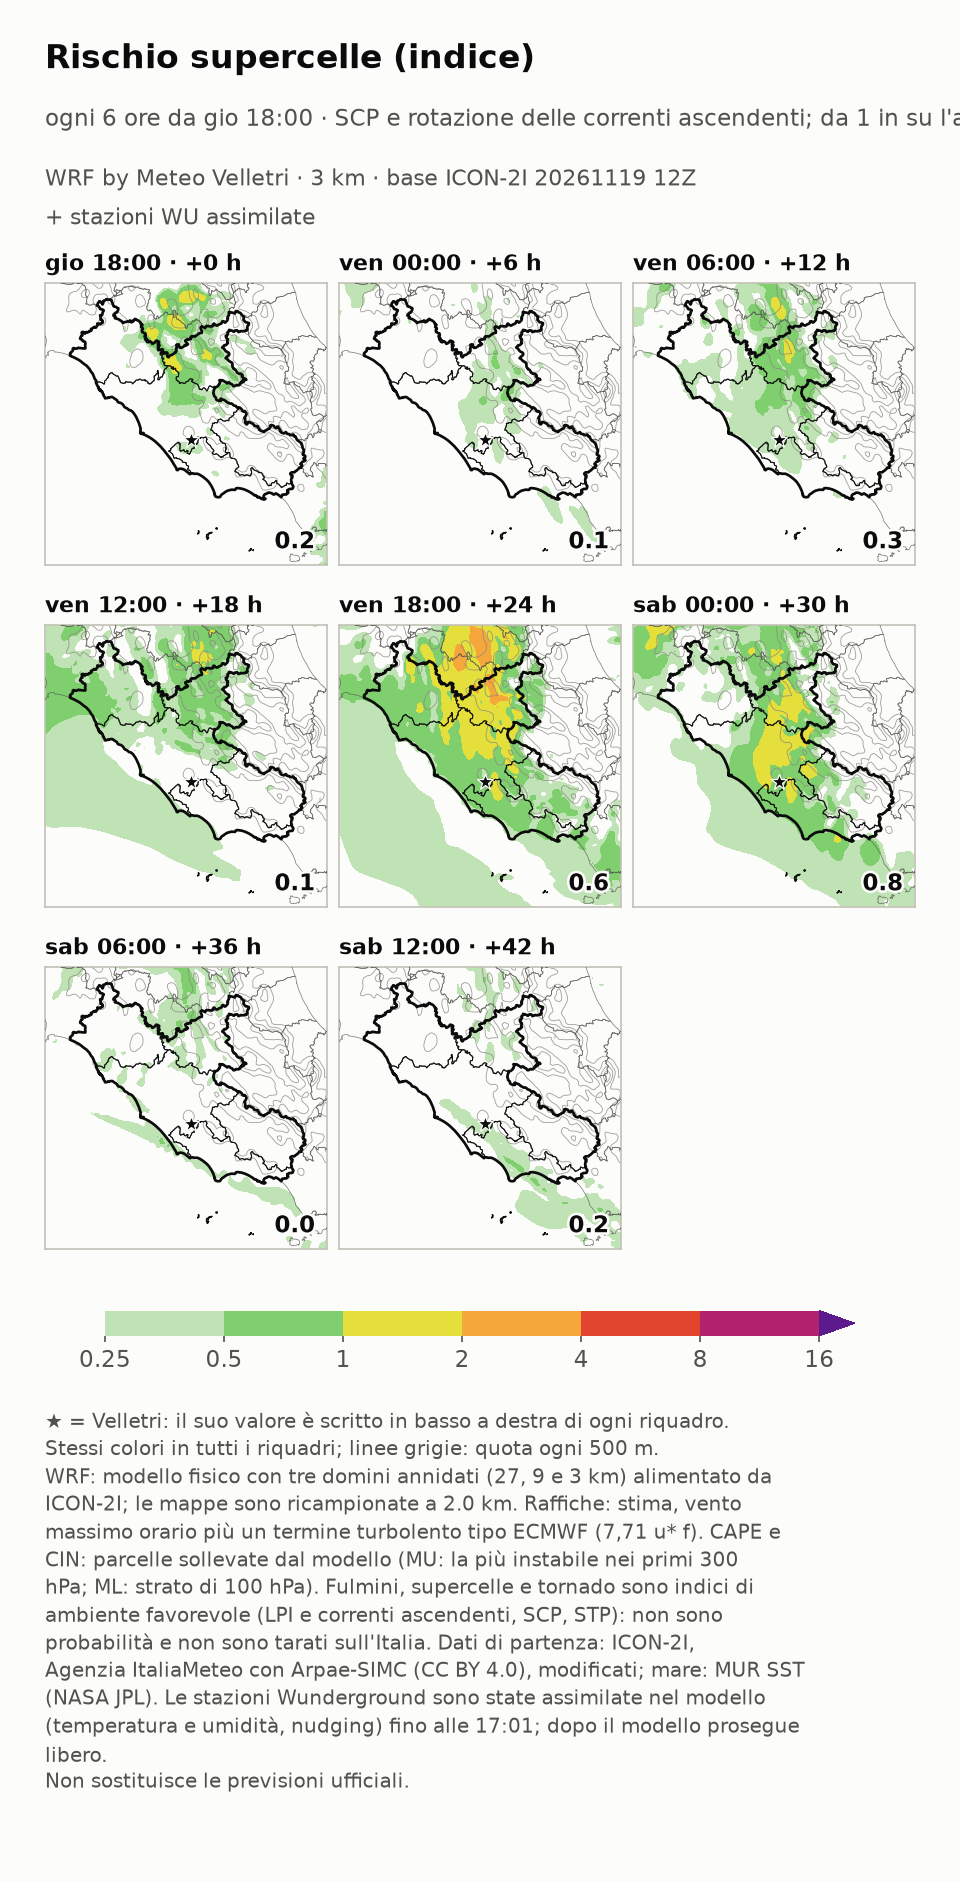 Rischio supercelle (indice)
ogni 6 ore da gio 18:00 · SCP e rotazione delle correnti ascendenti; da 1 in su
WRF by Meteo Velletri · 3 km · base ICON-2I 20261119 12Z
+ stazioni WU assimilate
gio 18:00 · +0 h
ven 00:00 · +6 h
ven 06:00 · +12 h
0.2
0.1
0.3
ven 12:00 · +18 h
ven 18:00 · +24 h
sab 00:00 · +30 h
0.1
0.6
0.8
sab 06:00 · +36 h
sab 12:00 · +42 h
0.0
0.2
0.25
0.5
1
2
4
8
16
★ = Velletri: il suo valore è scritto in basso a destra di ogni riquadro.
Stessi colori in tutti i riquadri; linee grigie: quota ogni 500 m.
WRF: modello fisico con tre domini annidati (27, 9 e 3 km) alimentato da
ICON-2I; le mappe sono ricampionate a 2.0 km. Raffiche: stima, vento
massimo orario più un termine turbolento tipo ECMWF (7,71 u* f). CAPE e
CIN: parcelle sollevate dal modello (MU: la più instabile nei primi 300
hPa; ML: strato di 100 hPa). Fulmini, supercelle e tornado sono indici di
ambiente favorevole (LPI e correnti ascendenti, SCP, STP): non sono
probabilità e non sono tarati sull'Italia. Dati di partenza: ICON-2I,
Agenzia ItaliaMeteo con Arpae-SIMC (CC BY 4.0), modificati; mare: MUR SST
(NASA JPL). Le stazioni Wunderground sono state assimilate nel modello
(temperatura e umidità, nudging) fino alle 17:01; dopo il modello prosegue
libero.
Non sostituisce le previsioni ufficiali.